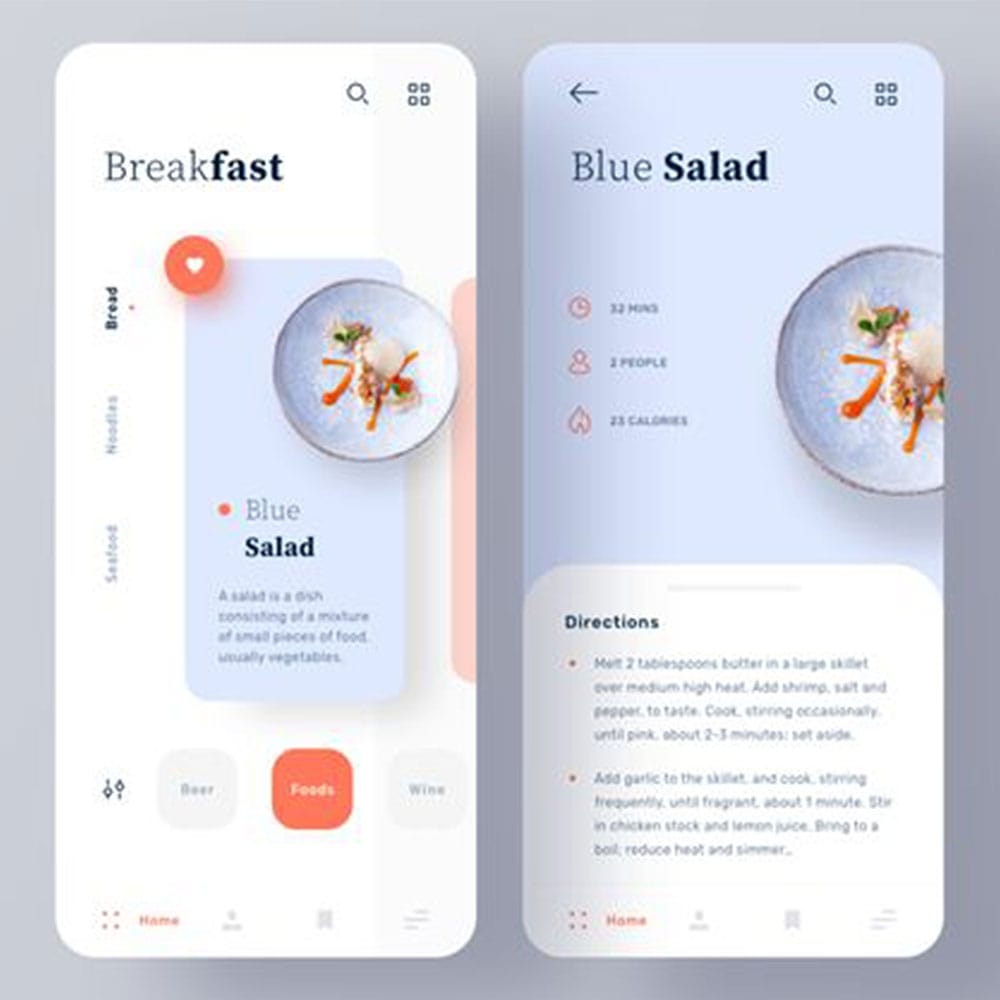 Breakfast
Bread
Noodles
Seafood
Blue
Salad
A salad is a dish
consisting of a mixture
of small pieces of food,
usually vegetables.
Beer
Foods
Wine
Home
Blue Salad
32 MINS
2 PEOPLE
23 CALORIES
Directions
Melt 2 tablespoons butter in a large skillet
over medium high heat. Add shrimp, salt and
pepper, to taste. Cook, stirring occasionally,
until pink, about 2-3 minutes; set aside.
Add garlic to the skillet, and cook, stirring
frequently, until fragrant, about 1 minute. Stir
in chicken stock and lemon juice. Bring to a
boil; reduce heat and simmer...
Home